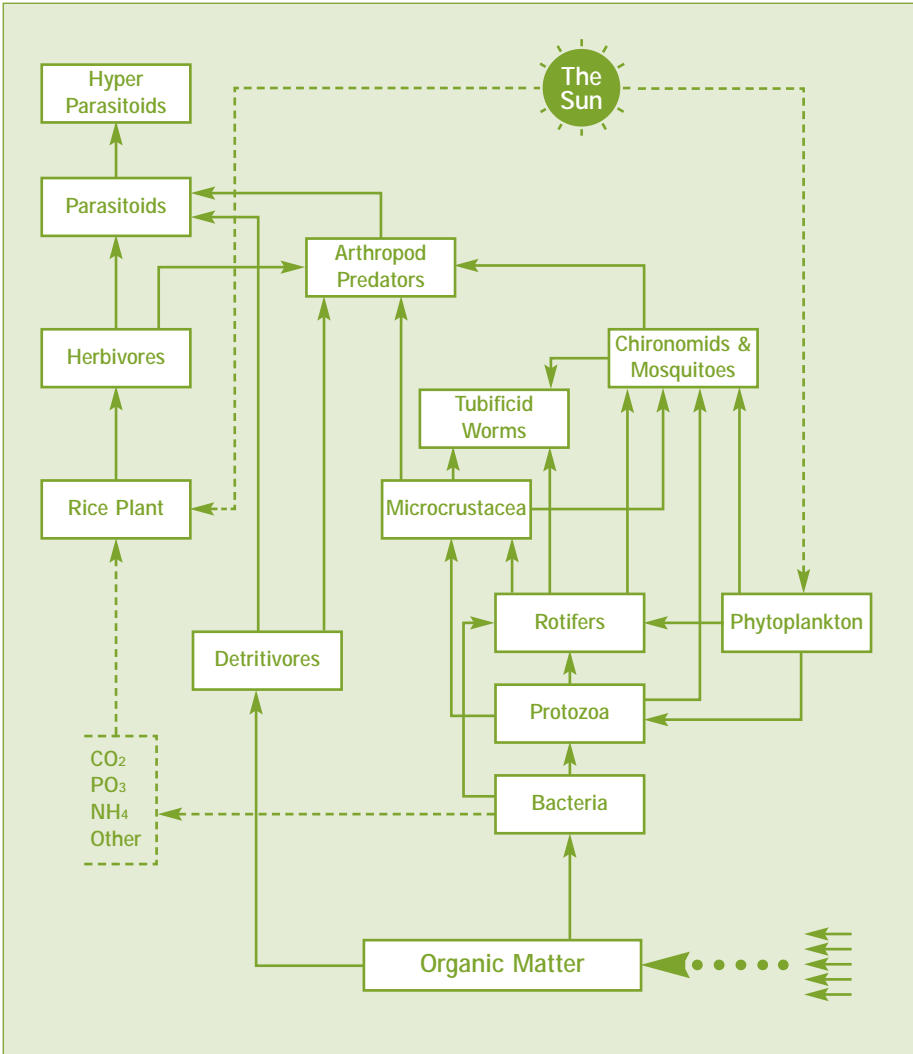 The
Sun
Hyper
Parasitoids
Parasitoids
Arthropod
Predators
Herbivores
Chironomids &
Mosquitoes
Tubificid
Worms
Rice Plant
Microcrustacea
Rotifers
Phytoplankton
Detritivores
Protozoa
CO₂
PO₃
NH₄
Other
Bacteria
Organic Matter